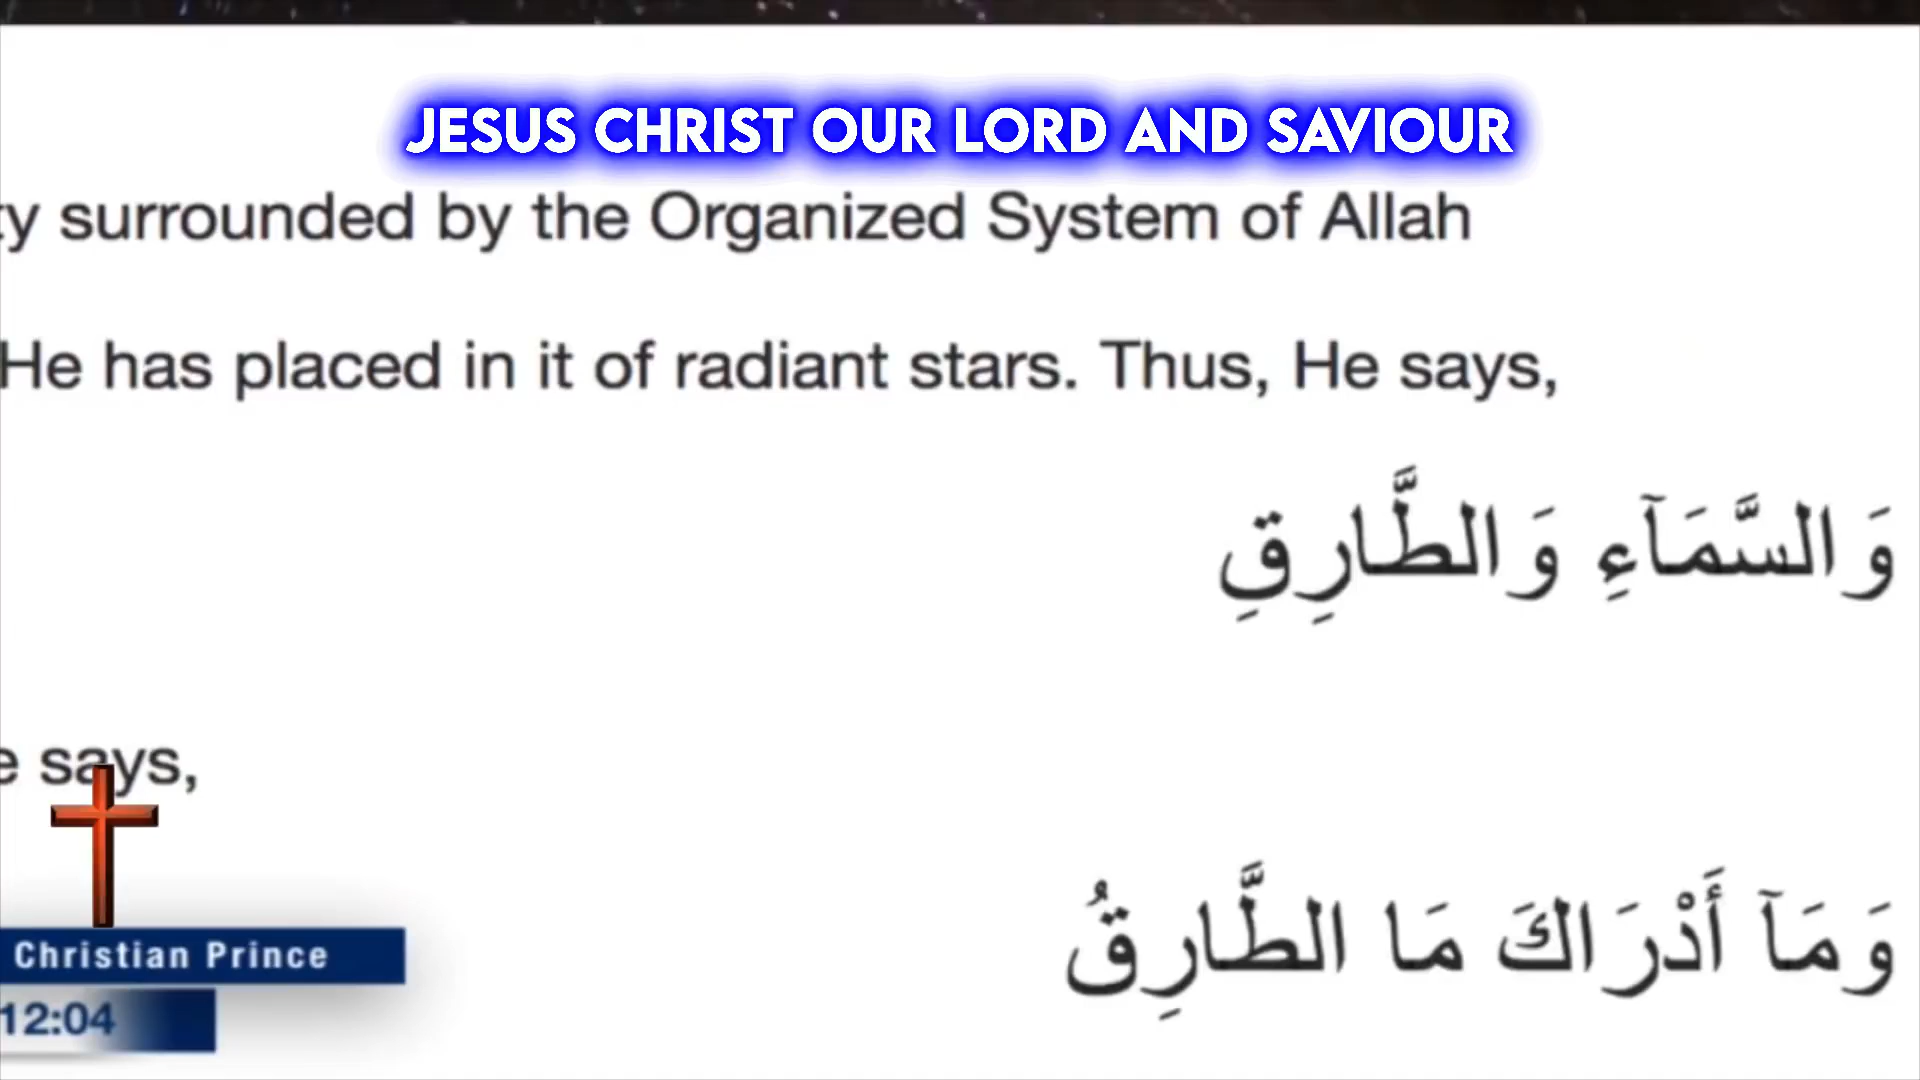 JESUS CHRIST OUR LORD AND SAVIOUR
surrounded by the Organized System of Allah
He has placed in it of radiant stars. Thus, He says,
وَالسَّمَآءِ وَالطَّارِقِ
says,
وَمَآ أَدْرَاكَ مَا الطَّارِقُ
Christian Prince
12:04